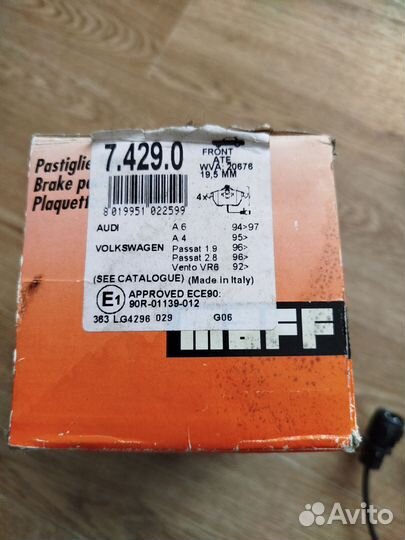 Pastiglie
Brake pa
Plaquett
7.429.0
8 019951 022599
FRONT
ATE
WVA: 20676
19,5 MM
4x
AUDI A 6 94>97
A 4 95>
VOLKSWAGEN Passat 1.9 96>
Passat 2.8 96>
Vento VR6 92>
(SEE CATALOGUE) (Made in Italy)
E1 APPROVED ECE90:
90R-01139-012
363 LG4296 029 G06
Avito